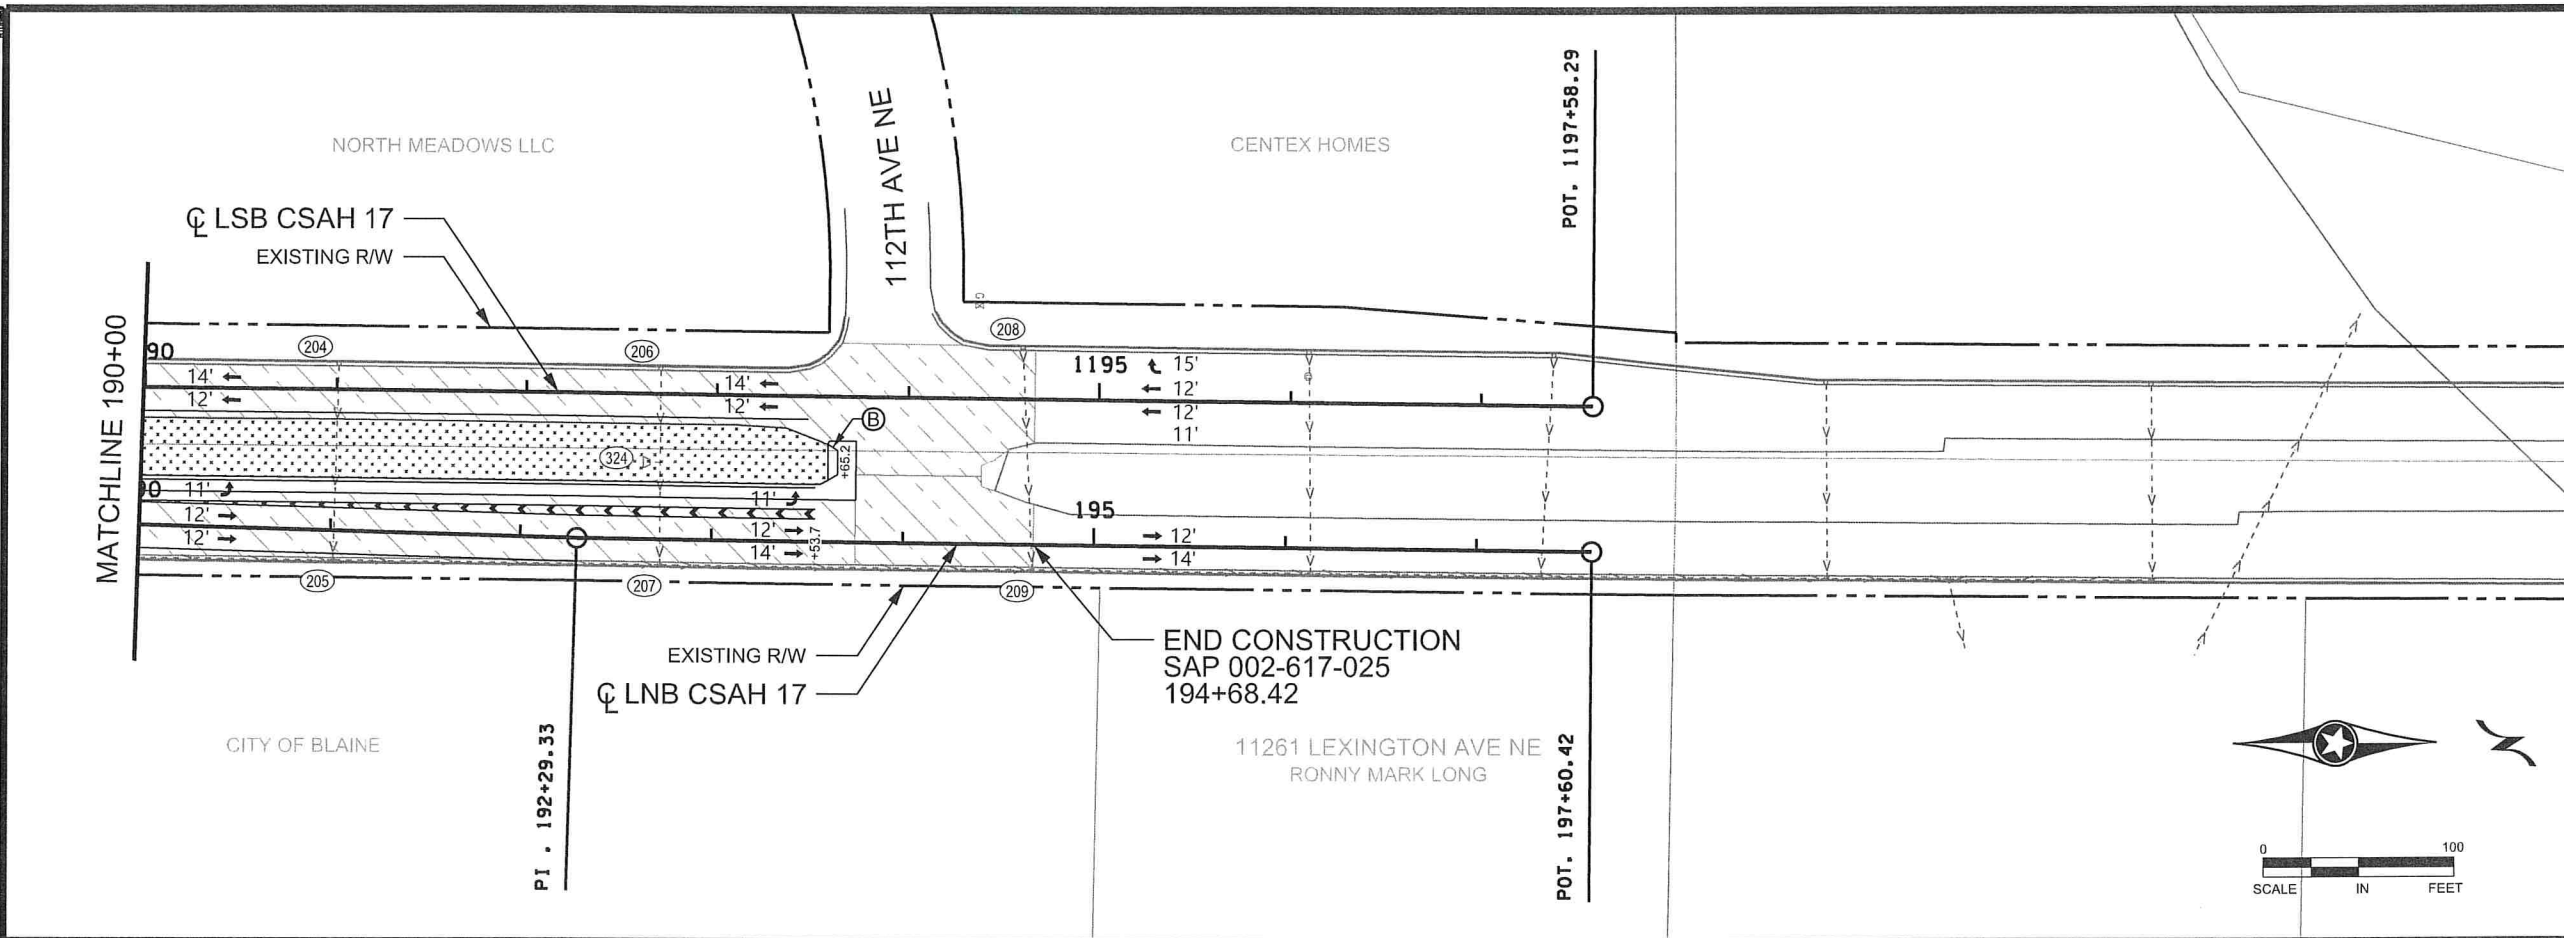 NORTH MEADOWS LLC
112TH AVE NE
CENTEX HOMES
POT. 1197+58.29
℄ LSB CSAH 17
EXISTING R/W
MATCHLINE 190+00
90
204
206
208
14' 14'
12' 12'
1195 15'
12'
12'
11'
B
324
+65.2
90 11' 11'
12' 12'
12' 14'
+53.7
195 12'
14'
205
207
209
EXISTING R/W
℄ LNB CSAH 17
END CONSTRUCTION
SAP 002-617-025
194+68.42
CITY OF BLAINE
PI . 192+29.33
11261 LEXINGTON AVE NE
RONNY MARK LONG
POT. 197+60.42
0 100
SCALE IN FEET